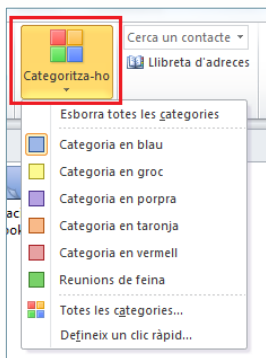 Cerca un contacte
Llibreta d'adreces
Categoritza-ho
Esborra totes les categories
Categoria en blau
Categoria en groc
Categoria en porpra
Categoria en taronja
Categoria en vermell
Reunions de feina
Totes les categories...
Defineix un clic ràpid...